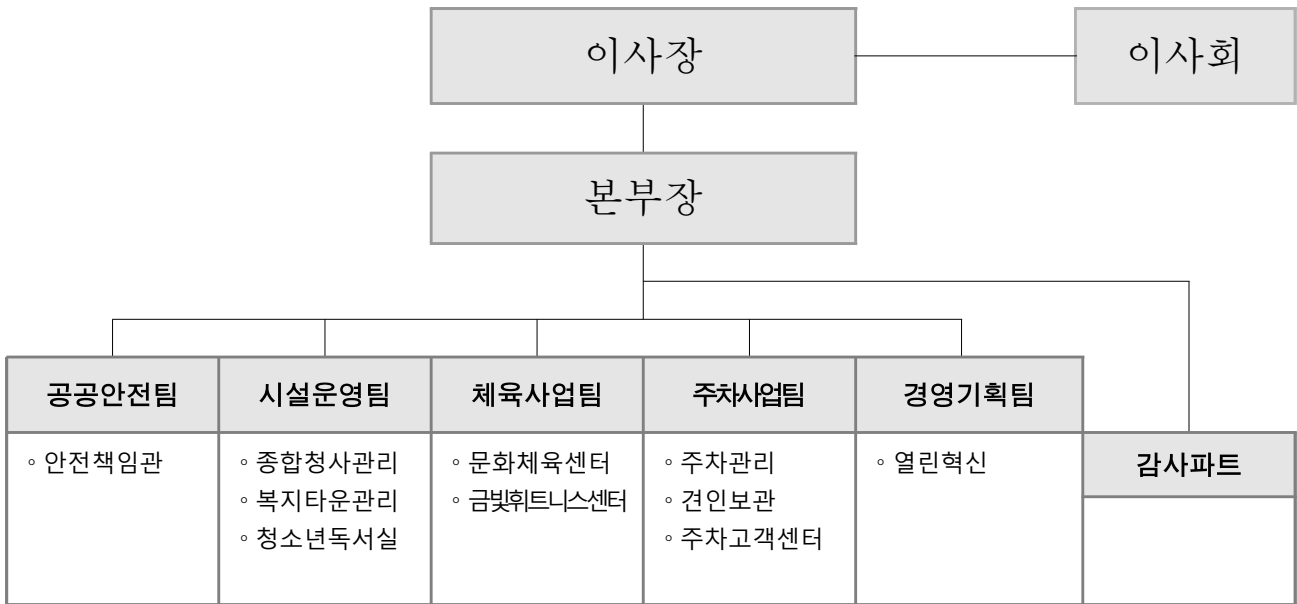 이사장
이사회
본부장
공공안전팀
시설운영팀
체육사업팀
주차사업팀
경영기획팀
◦ 안전책임관
◦ 종합청사관리
◦ 복지타운관리
◦ 청소년독서실
◦ 문화체육센터
◦ 금빛휘트니스센터
◦ 주차관리
◦ 견인보관
◦ 주차고객센터
◦ 열린혁신
감사파트